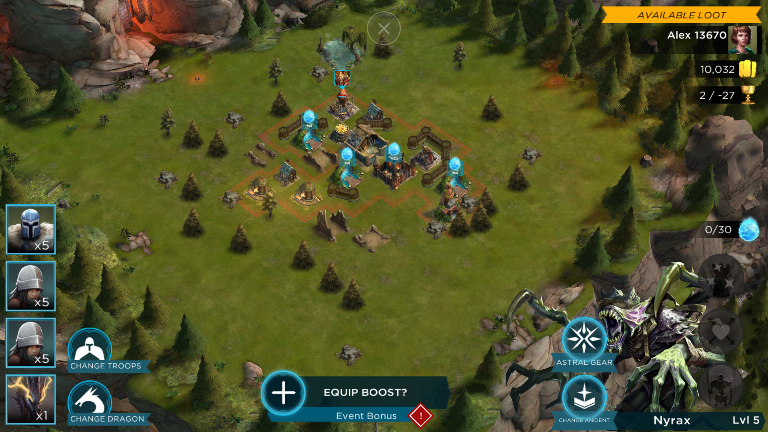 AVAILABLE LOOT
Alex 13670
10,032
2 / -27
0/30
x5
x5
x5
x1
CHANGE TROOPS
CHANGE DRAGON
EQUIP BOOST?
Event Bonus
!
ASTRAL GEAR
CHANGE ANCIENT
Nyrax Lvl 5